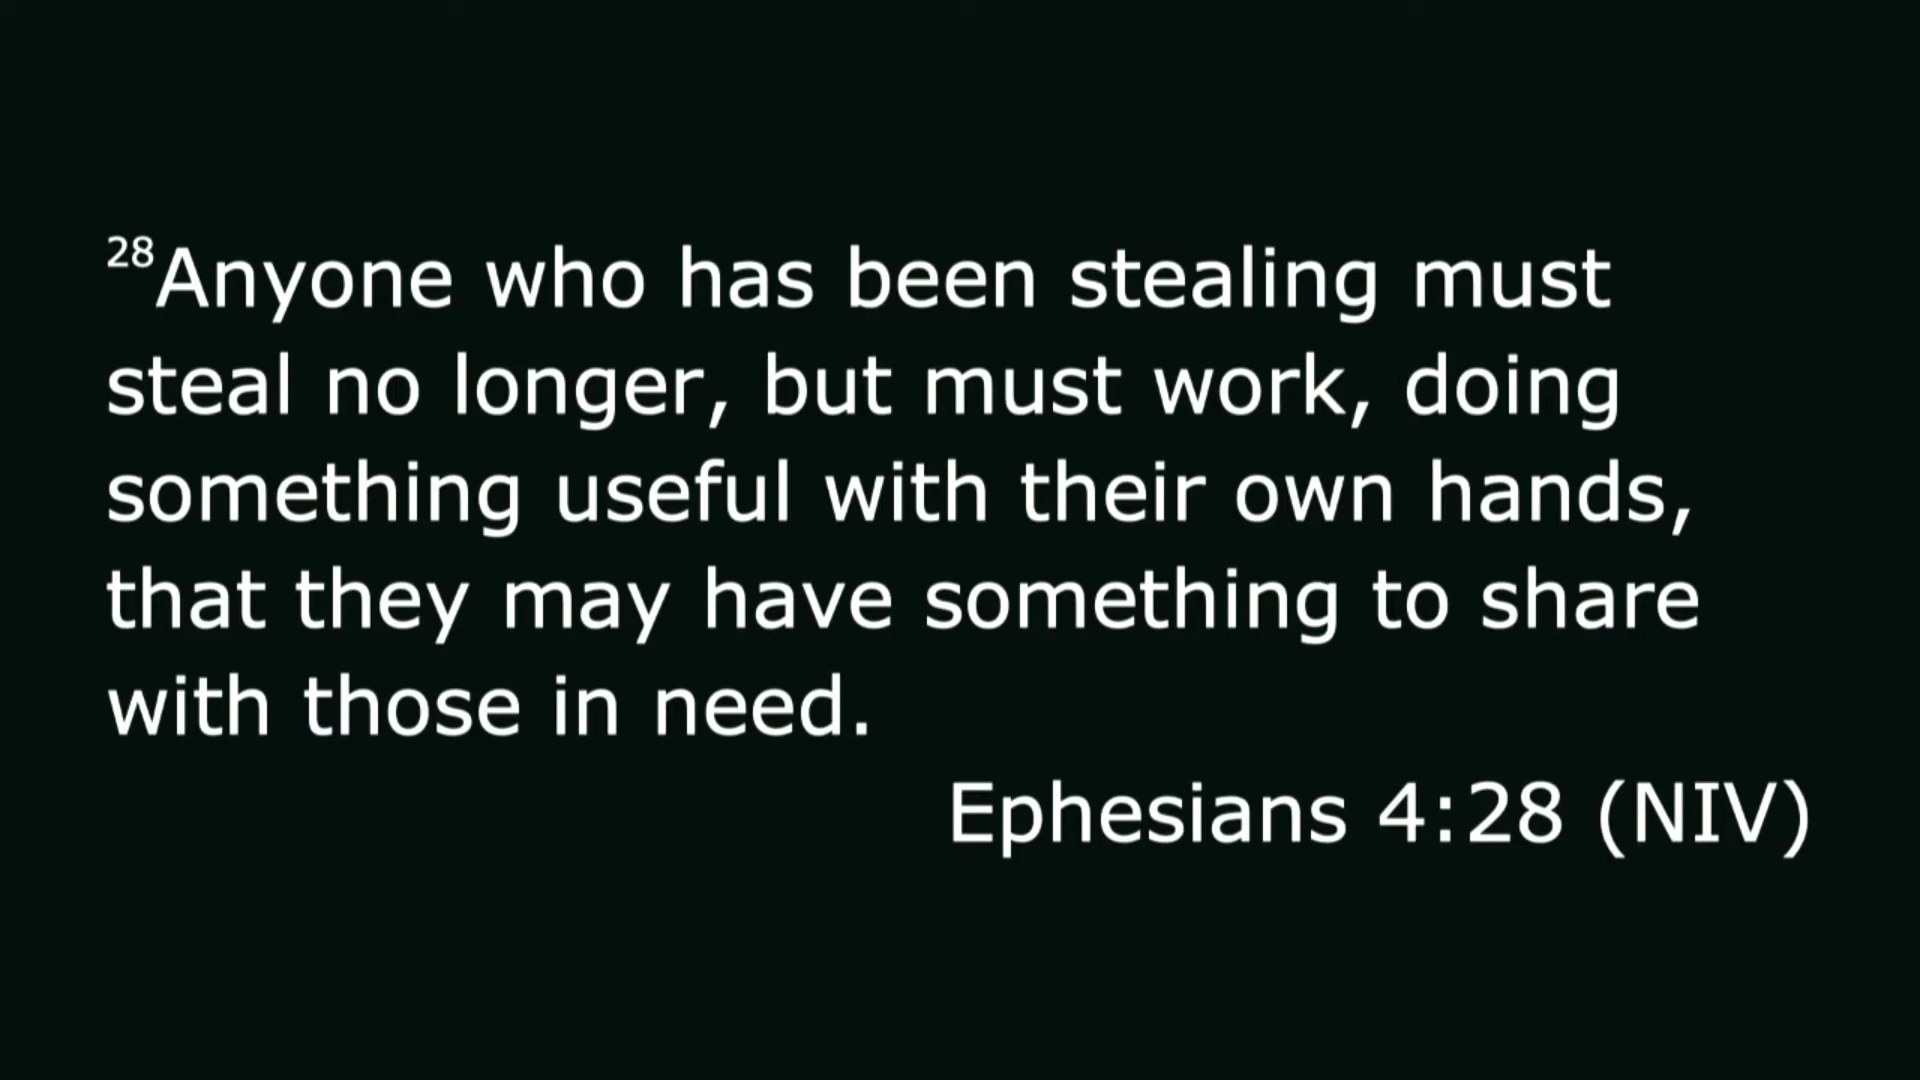 28Anyone who has been stealing must
steal no longer, but must work, doing
something useful with their own hands,
that they may have something to share
with those in need.
Ephesians 4:28 (NIV)